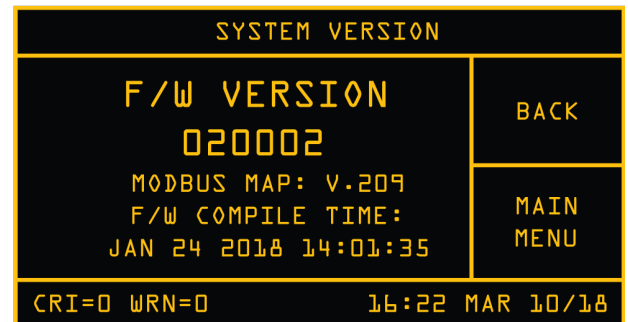 SYSTEM VERSION
F/W VERSION
020002
MODBUS MAP: V.209
F/W COMPILE TIME:
JAN 24 2018 14:01:35
BACK
MAIN
MENU
CRI=0 WRN=0 16:22 MAR 10/18